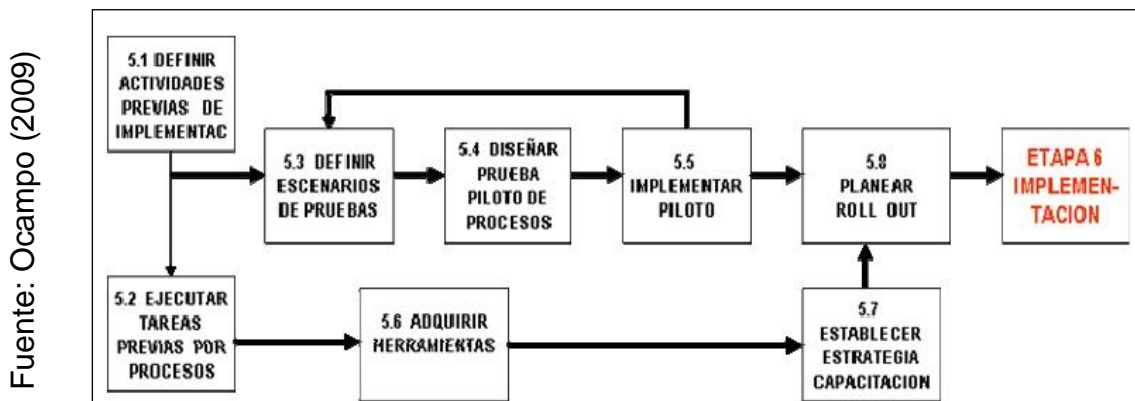 Fuente: Ocampo (2009)
5.1 DEFINIR
ACTIVIDADES
PREVIAS DE
IMPLEMENTAC
5.3 DEFINIR
ESCENARIOS
DE PRUEBAS
5.4 DISEÑAR
PRUEBA
PILOTO DE
PROCESOS
5.5
IMPLEMENTAR
PILOTO
5.8
PLANEAR
ROLL OUT
ETAPA 6
IMPLEMEN-
TACION
5.2 EJECUTAR
TAREAS
PREVIAS POR
PROCESOS
5.6 ADQUIRIR
HERRAMIENTAS
5.7
ESTABLECER
ESTRATEGIA
CAPACITACION